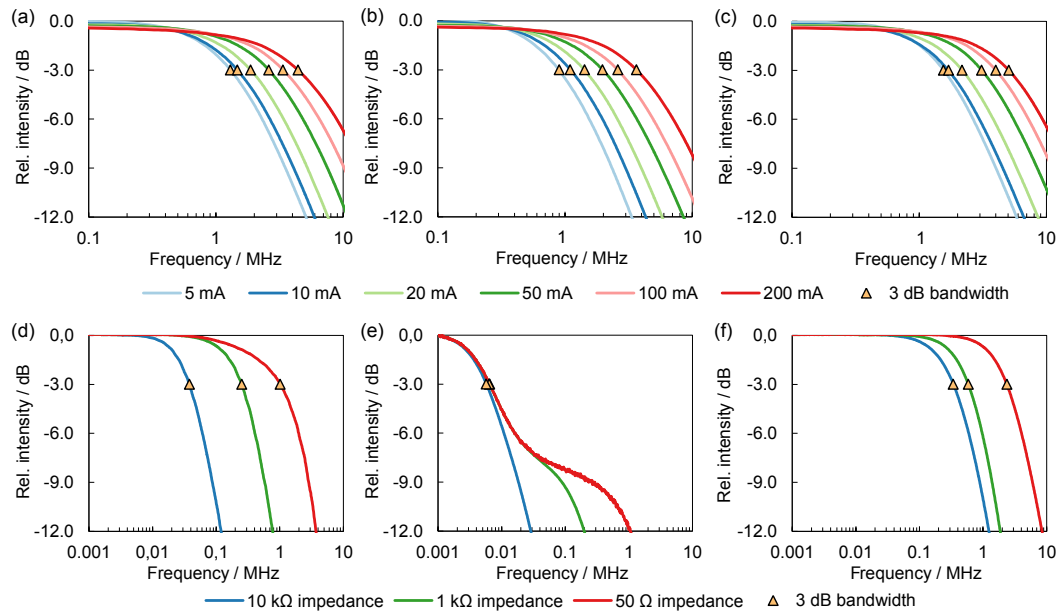 (a)
(b)
(c)
0.0
-3.0
-6.0
-9.0
-12.0
Rel. intensity / dB
0.1
1
10
Frequency / MHz
0.0
-3.0
-6.0
-9.0
-12.0
Rel. intensity / dB
0.1
1
10
Frequency / MHz
0.0
-3.0
-6.0
-9.0
-12.0
Rel. intensity / dB
0.1
1
10
Frequency / MHz
5 mA
10 mA
20 mA
50 mA
100 mA
200 mA
3 dB bandwidth
(d)
(e)
(f)
0.0
-3.0
-6.0
-9.0
-12.0
Rel. intensity / dB
0.001
0,01
0,1
1
10
Frequency / MHz
0.0
-3.0
-6.0
-9.0
-12.0
Rel. intensity / dB
0.001
0.01
0.1
1
10
Frequency / MHz
0.0
-3.0
-6.0
-9.0
-12.0
Rel. intensity / dB
0.001
0.01
0.1
1
10
Frequency / MHz
10 kΩ impedance
1 kΩ impedance
50 Ω impedance
3 dB bandwidth